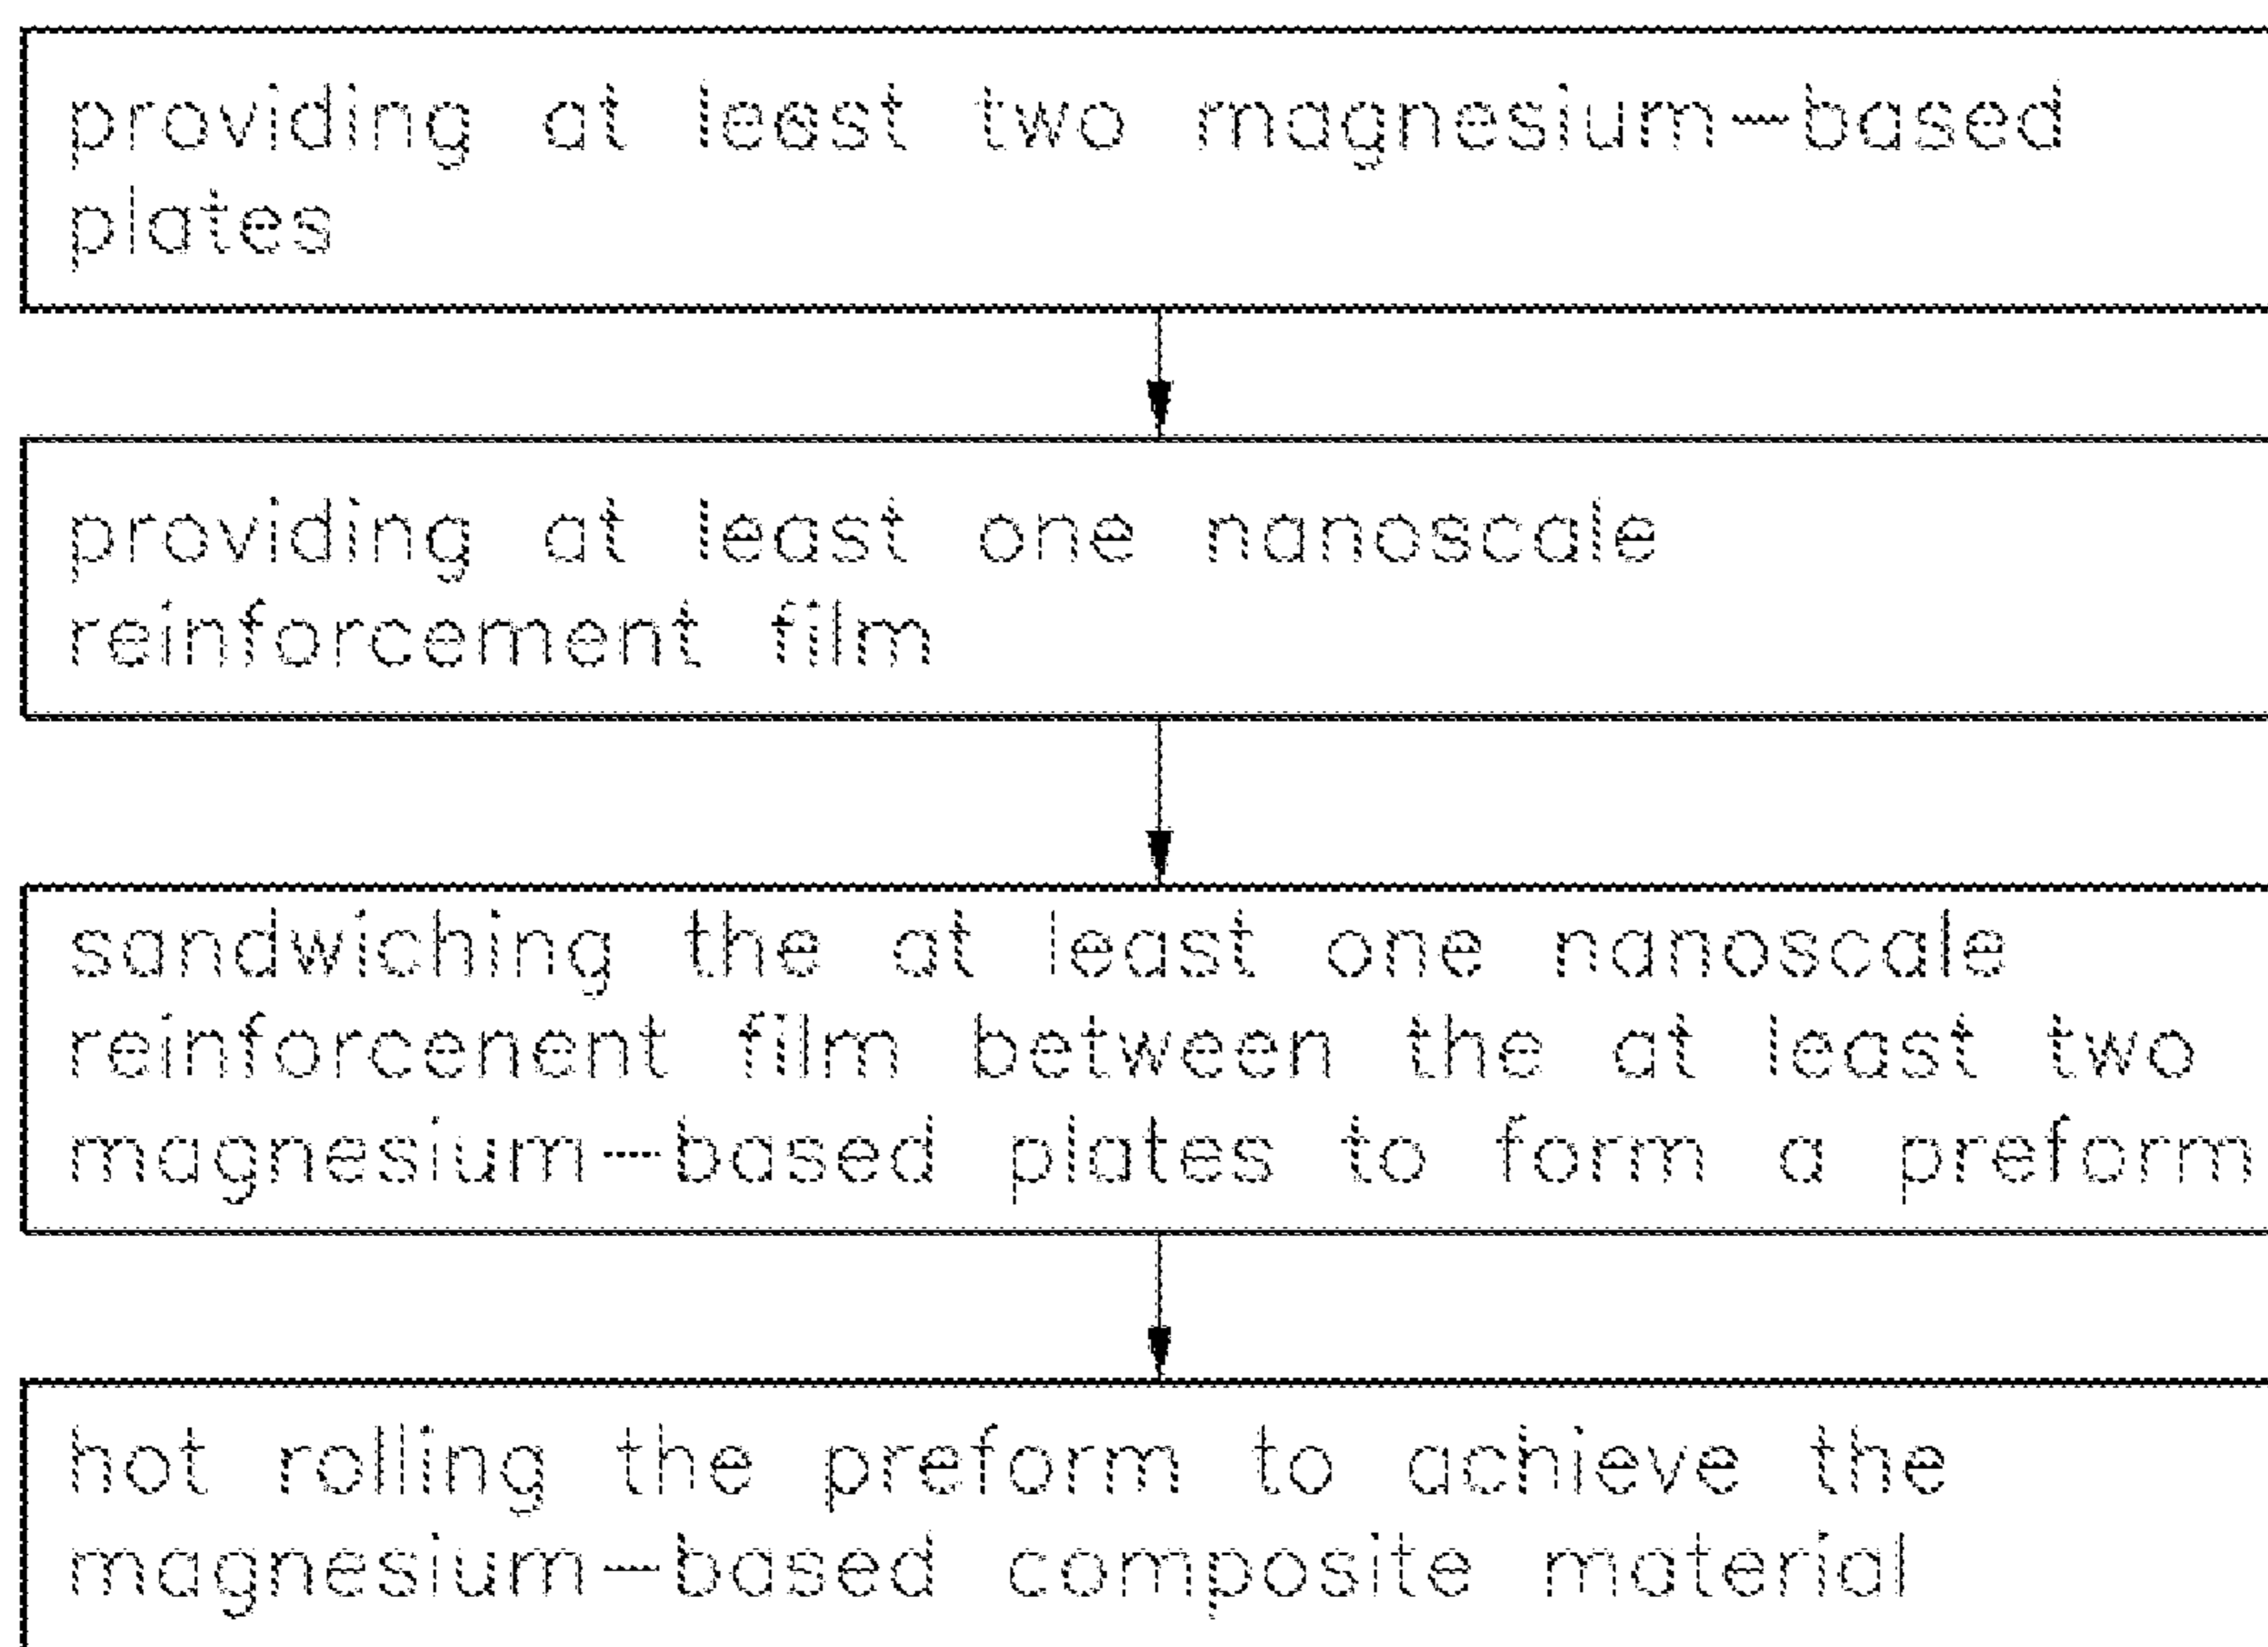 providing at least two magnesium-based
plates
providing at least one nanoscale
reinforcement film
sandwiching the at least one nanoscale
reinforcenent film between the at least two
magnesium-based plates to form a preform
hot rolling the preform to achieve the
magnesium-based composite material